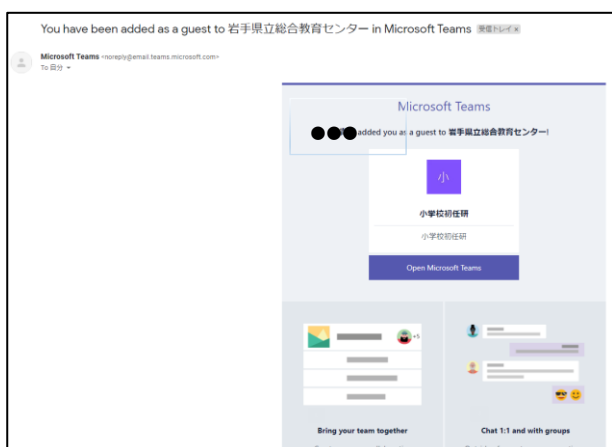 You have been added as a guest to 岩手県立総合教育センター in Microsoft Teams 受信トレイ ×
Microsoft Teams <noreply@email.teams.microsoft.com>
To 自分
Microsoft Teams
added you as a guest to 岩手県立総合教育センター!
小
小学校初任研
小学校初任研
Open Microsoft Teams
+5
Bring your team together
Chat 1:1 and with groups